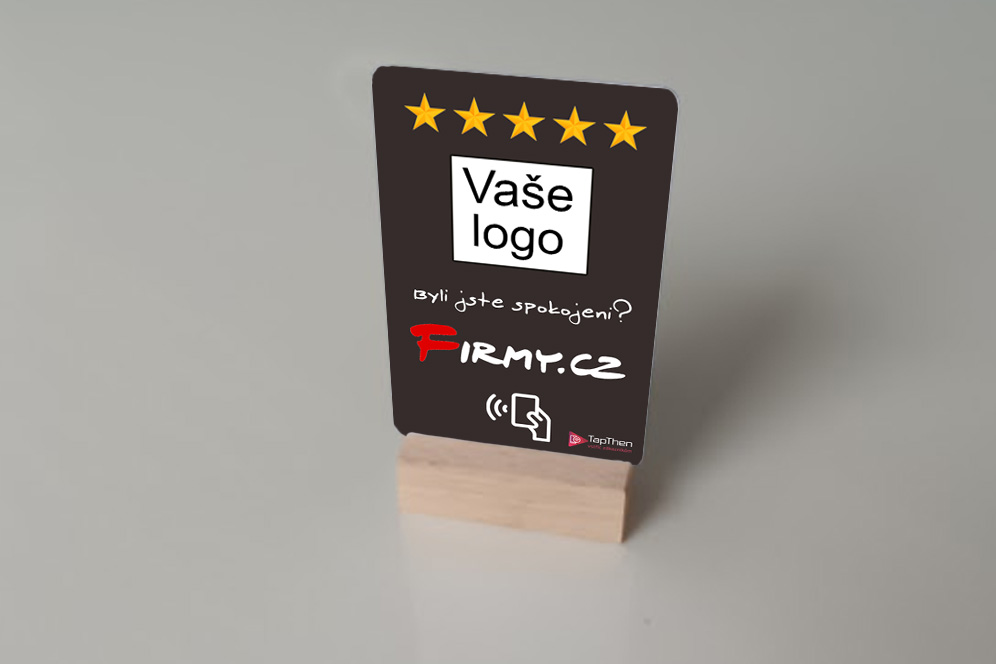 Vaše
logo
Byli jste spokojeni?
FIRMY.CZ
TapThen